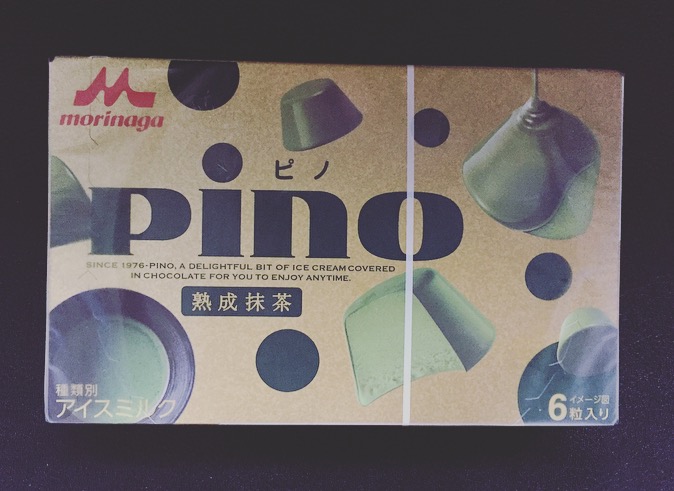 morinaga
ピノ
pino
SINCE 1976-PINO, A DELIGHTFUL BIT OF ICE CREAM COVERED
IN CHOCOLATE FOR YOU TO ENJOY ANYTIME.
熟成抹茶
種類別
アイスミルク
イメージ図
6粒入り